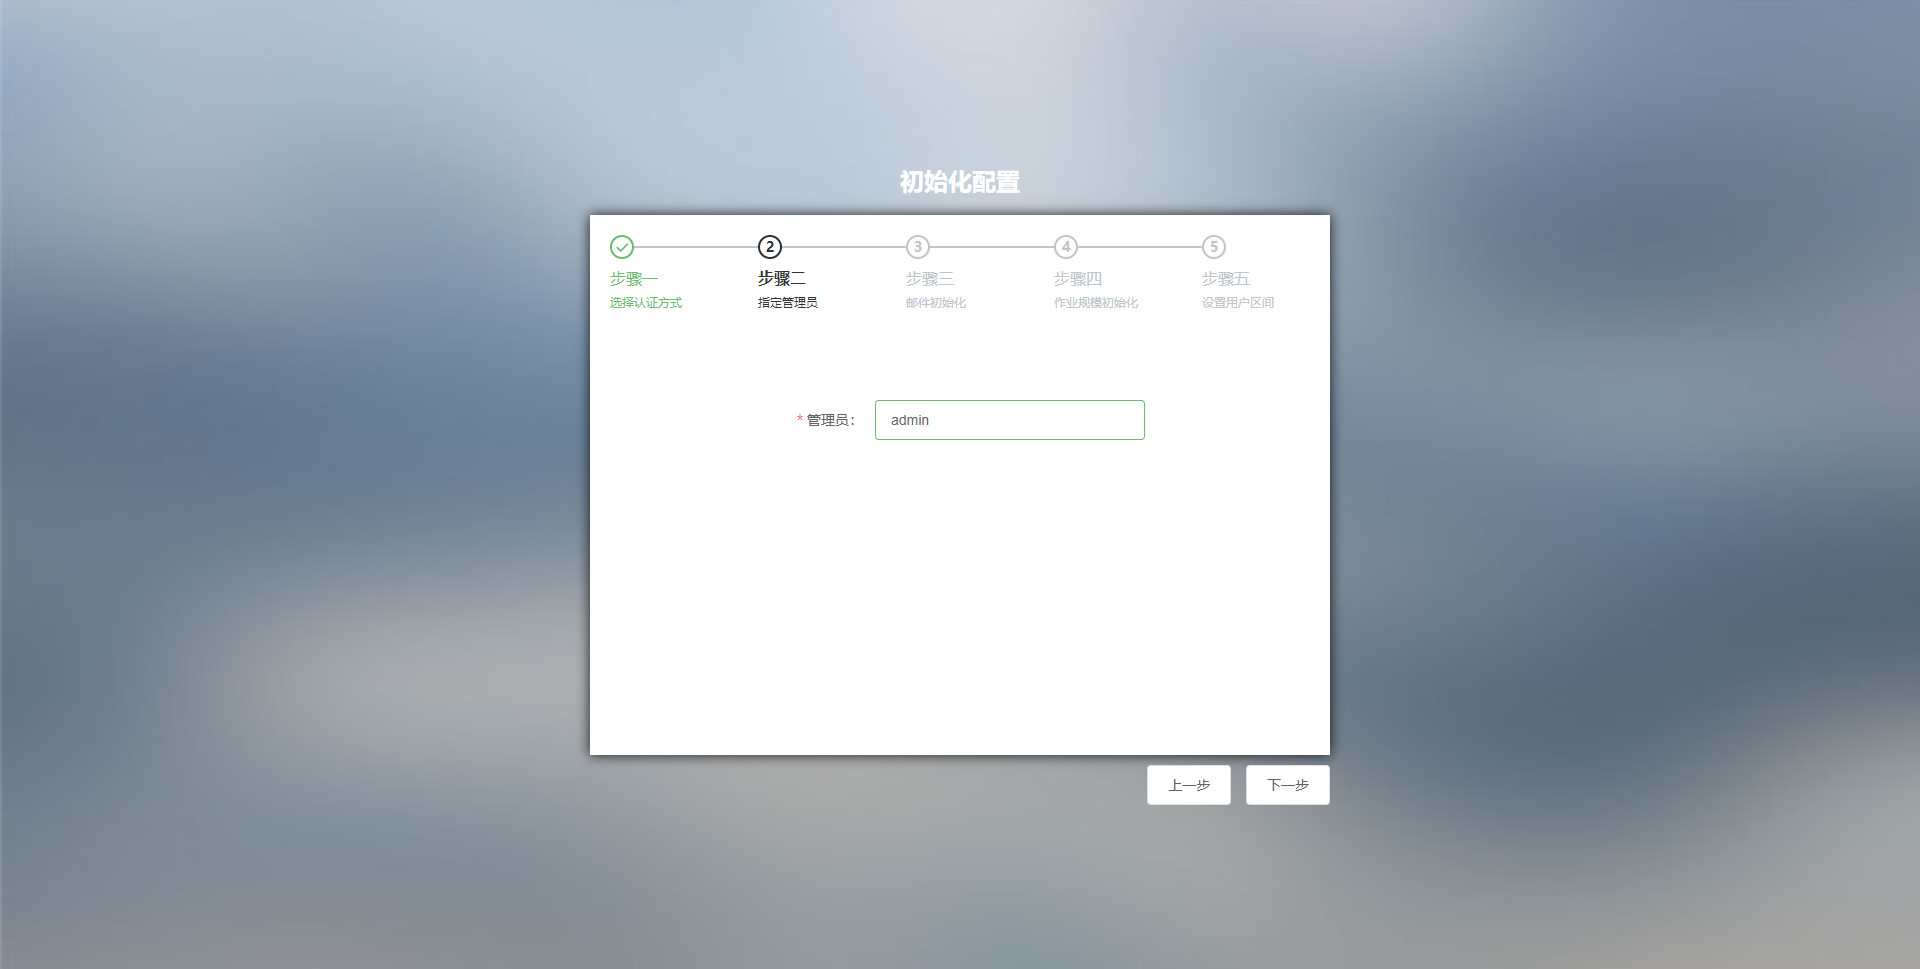 初始化配置
2
3
4
5
步骤一
步骤二
步骤三
步骤四
步骤五
选择认证方式
指定管理员
邮件初始化
作业规模初始化
设置用户区间
* 管理员：
admin
上一步
下一步